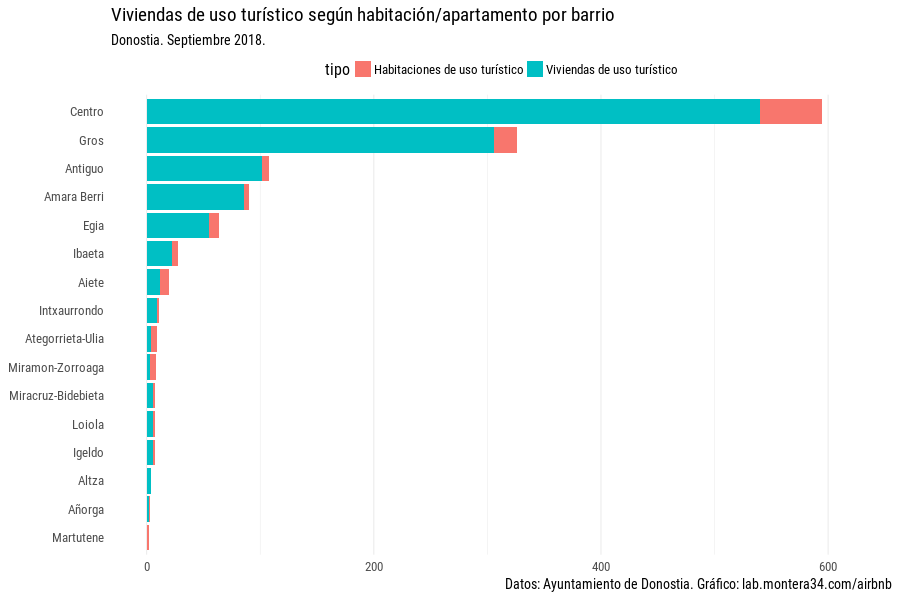 Viviendas de uso turístico según habitación/apartamento por barrio
Donostia. Septiembre 2018.
tipo Habitaciones de uso turístico Viviendas de uso turístico
Centro
Gros
Antiguo
Amara Berri
Egia
Ibaeta
Aiete
Intxaurrondo
Ategorrieta-Ulia
Miramon-Zorroaga
Miracruz-Bidebieta
Loiola
Igeldo
Altza
Añorga
Martutene
0 200 400 600
Datos: Ayuntamiento de Donostia. Gráfico: lab.montera34.com/airbnb